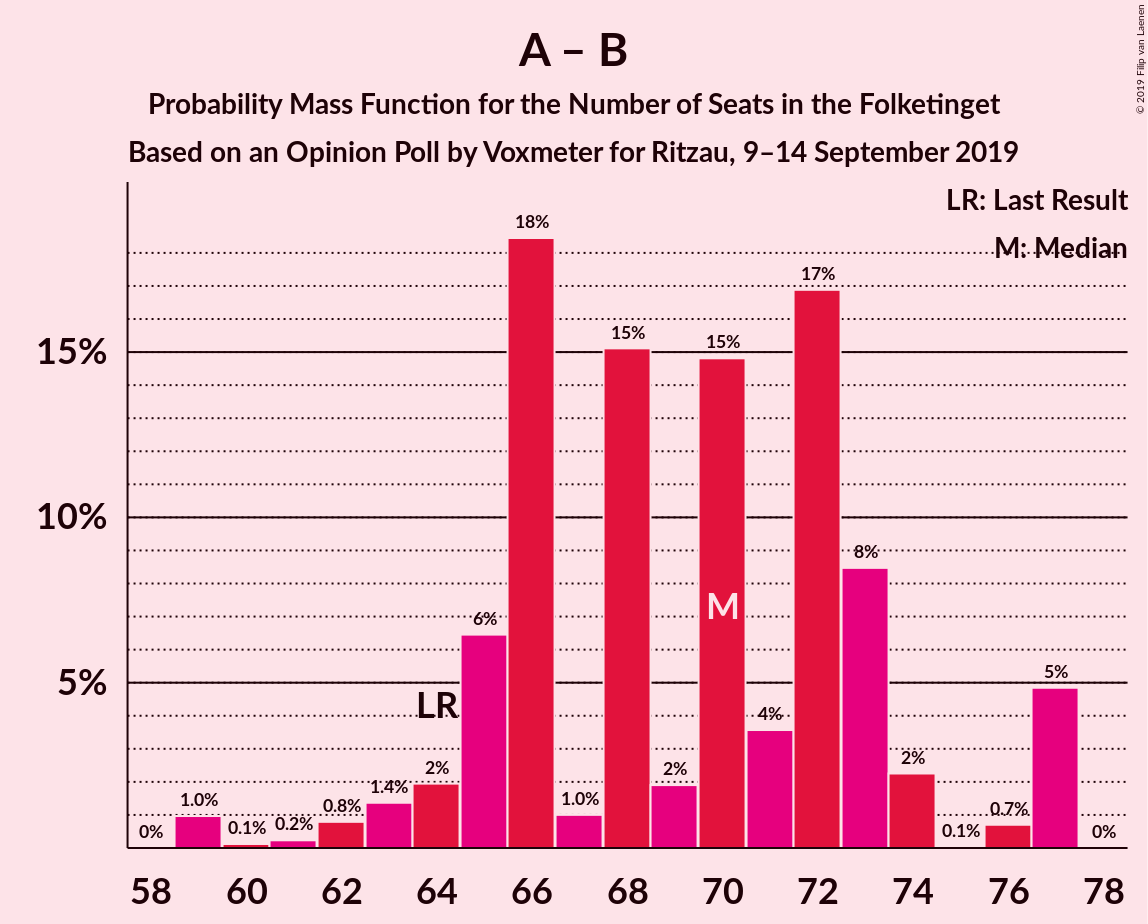 A – B
Probability Mass Function for the Number of Seats in the Folketinget
Based on an Opinion Poll by Voxmeter for Ritzau, 9–14 September 2019
© 2019 Filip van Laenen
LR: Last Result
M: Median
15%
10%
5%
0%
1.0%
0.1%
0.2%
0.8%
1.4%
2%
6%
18%
1.0%
15%
2%
15%
4%
17%
8%
2%
0.1%
0.7%
5%
0%
LR
M
58 60 62 64 66 68 70 72 74 76 78